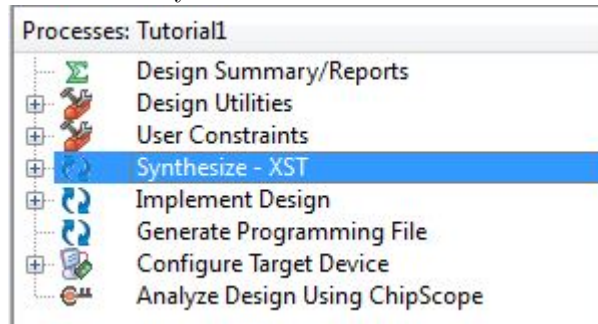 Processes: Tutorial1
Design Summary/Reports
Design Utilities
User Constraints
Synthesize - XST
Implement Design
Generate Programming File
Configure Target Device
Analyze Design Using ChipScope